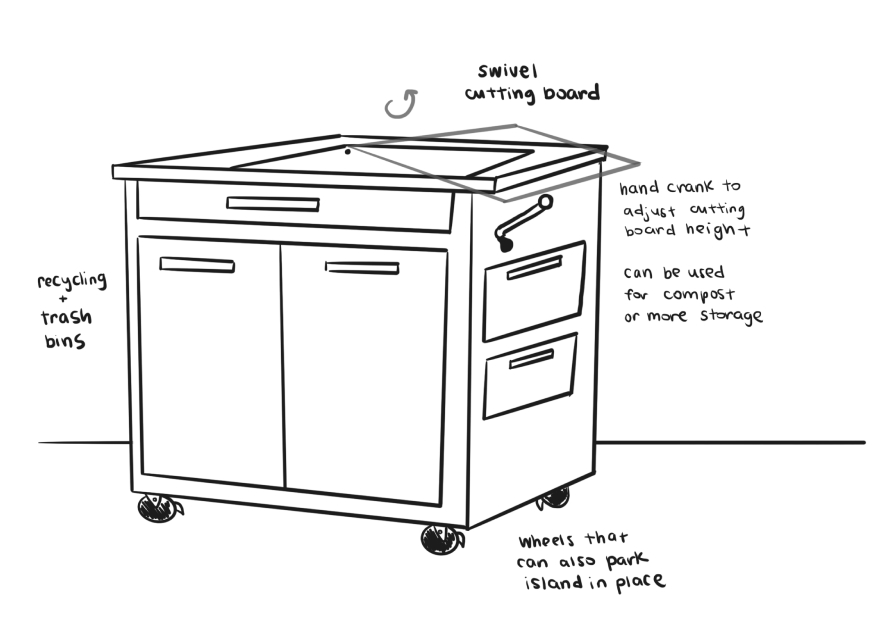 swivel
cutting board
hand crank to
adjust cutting
board height
can be used
for compost
or more storage
recycling
+
trash
bins
wheels that
can also park
island in place